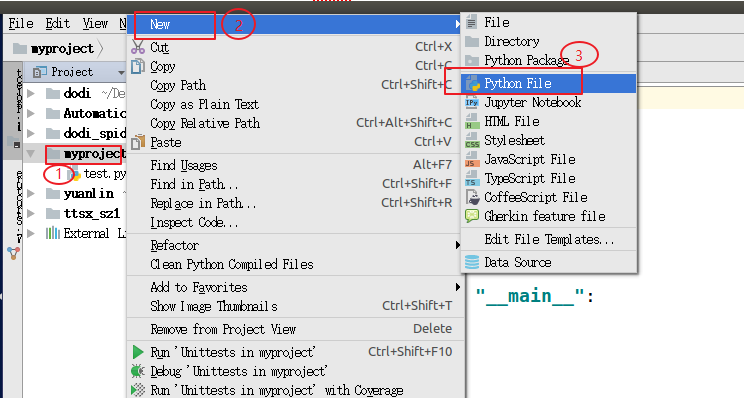 File Edit View N
myproject
Project
dodi ~/De
Automatic
dodi_spid
myproject
1
test.py
yuanlin ~
ttsx_sz1
External Li
New 2
Cut Ctrl+X
Copy Ctrl+C
Copy Path Ctrl+Shift+C
Copy as Plain Text
Copy Relative Path Ctrl+Alt+Shift+C
Paste Ctrl+V
Find Usages Alt+F7
Find in Path... Ctrl+Shift+F
Replace in Path... Ctrl+Shift+R
Inspect Code...
Refactor
Clean Python Compiled Files
Add to Favorites
Show Image Thumbnails Ctrl+Shift+T
Remove from Project View Delete
Run 'Unittests in myproject' Ctrl+Shift+F10
Debug 'Unittests in myproject'
Run 'Unittests in myproject' with Coverage
File
Directory
Python Package 3
Python File
Jupyter Notebook
HTML File
Stylesheet
JavaScript File
TypeScript File
CoffeeScript File
Gherkin feature file
Edit File Templates...
Data Source
"__main__":